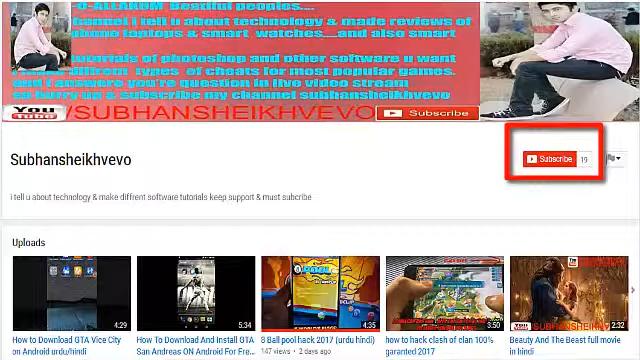 -O-ALLAKUM Bestiful peoples....
hannel i tell u about technology & made reviews of
phone laptops & smart watches....and also smart
tutorials of photoshop and other software u want
diffrent Types of cheats for most popular games.
and I answers you're question in live video stream
so hurry up & subscribe my channel subhansheikhvevo
You
Tube /SUBHANSHEIKHVEVO Subscribe
Subhansheikhvevo
Subscribe 19
i tell u about technology & make diffrent software tutorials keep support & must subcribe
Uploads
4:29
5:34
POOL
4:35
3:50
2:32
How to Download GTA Vice City
on Android urdu/hindi
How To Download And Install GTA
San Andreas ON Android For Fre...
8 Ball pool hack 2017 (urdu hindi)
147 views • 2 days ago
how to hack clash of clan 100%
garanted 2017
Beauty And The Beast full movie
in hindi